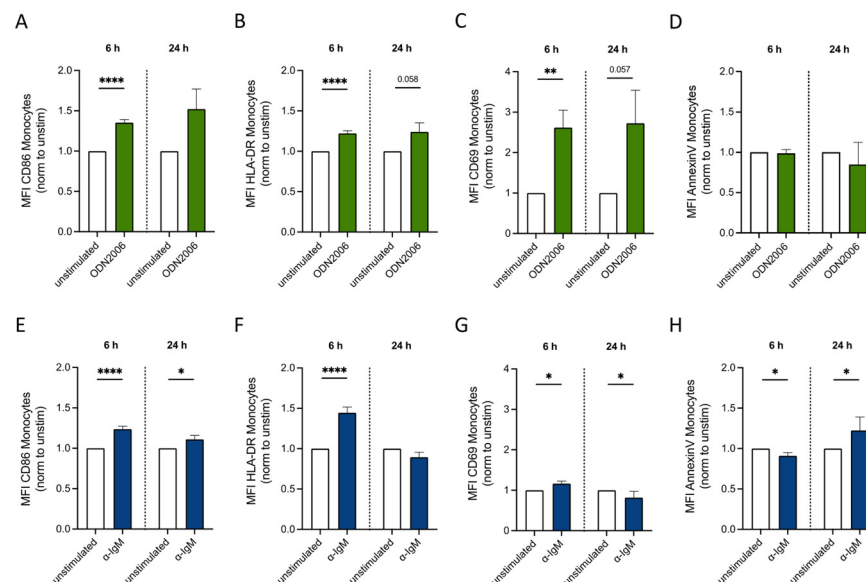 A
6 h
24 h
MFI CD86 Monocytes
(norm to unstim)
2.0
1.5
1.0
0.5
0.0
****
unstimulated
ODN2006
unstimulated
ODN2006
B
6 h
24 h
MFI HLA-DR Monocytes
(norm to unstim)
2.0
1.5
1.0
0.5
0.0
****
0.058
unstimulated
ODN2006
unstimulated
ODN2006
C
6 h
24 h
MFI CD69 Monocytes
(norm to unstim)
4
3
2
1
0
**
0.057
unstimulated
ODN2006
unstimulated
ODN2006
D
6 h
24 h
MFI AnnexinV Monocytes
(norm to unstim)
2.0
1.5
1.0
0.5
0.0
unstimulated
ODN2006
unstimulated
ODN2006
E
6 h
24 h
MFI CD86 Monocytes
(norm to unstim)
2.0
1.5
1.0
0.5
0.0
****
*
unstimulated
α-IgM
unstimulated
α-IgM
F
6 h
24 h
MFI HLA-DR Monocytes
(norm to unstim)
2.0
1.5
1.0
0.5
0.0
****
unstimulated
α-IgM
unstimulated
α-IgM
G
6 h
24 h
MFI CD69 Monocytes
(norm to unstim)
4
3
2
1
0
*
*
unstimulated
α-IgM
unstimulated
α-IgM
H
6 h
24 h
MFI AnnexinV Monocytes
(norm to unstim)
2.0
1.5
1.0
0.5
0.0
*
*
unstimulated
α-IgM
unstimulated
α-IgM